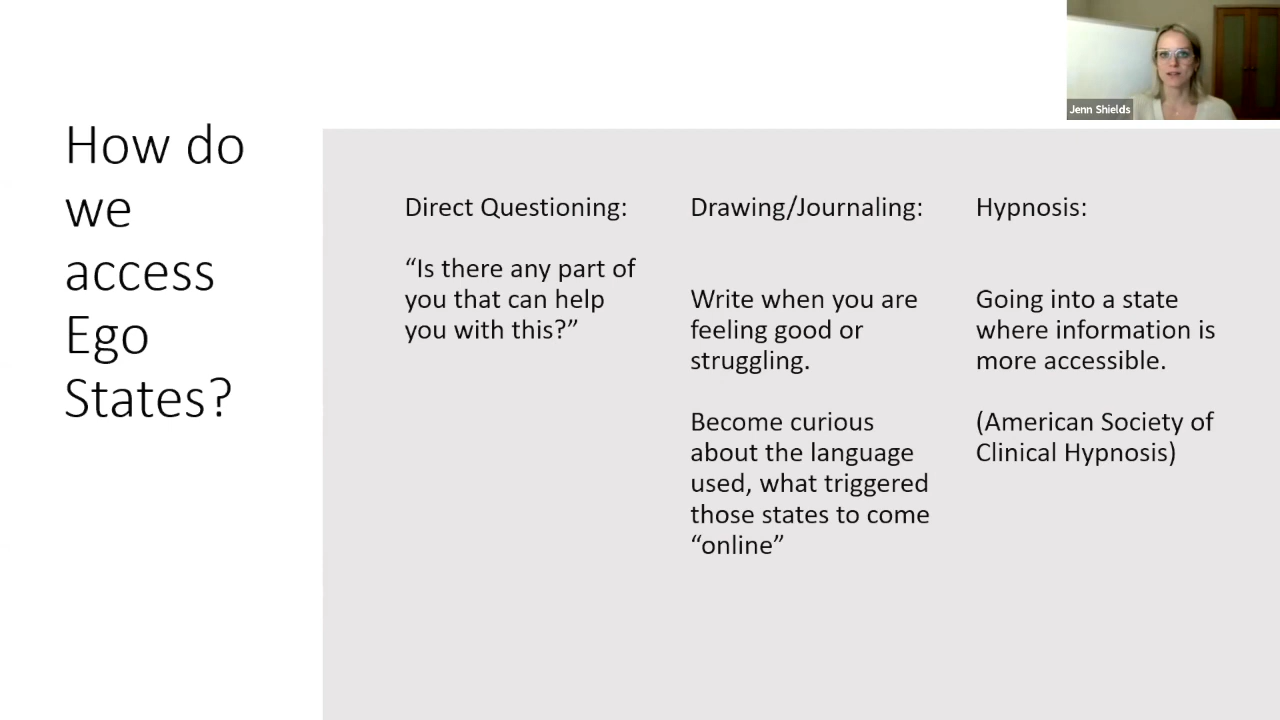 Jenn Shields
How do
we
access
Ego
States?
Direct Questioning:
“Is there any part of
you that can help
you with this?”
Drawing/Journaling:
Write when you are
feeling good or
struggling.
Become curious
about the language
used, what triggered
those states to come
“online”
Hypnosis:
Going into a state
where information is
more accessible.
(American Society of
Clinical Hypnosis)